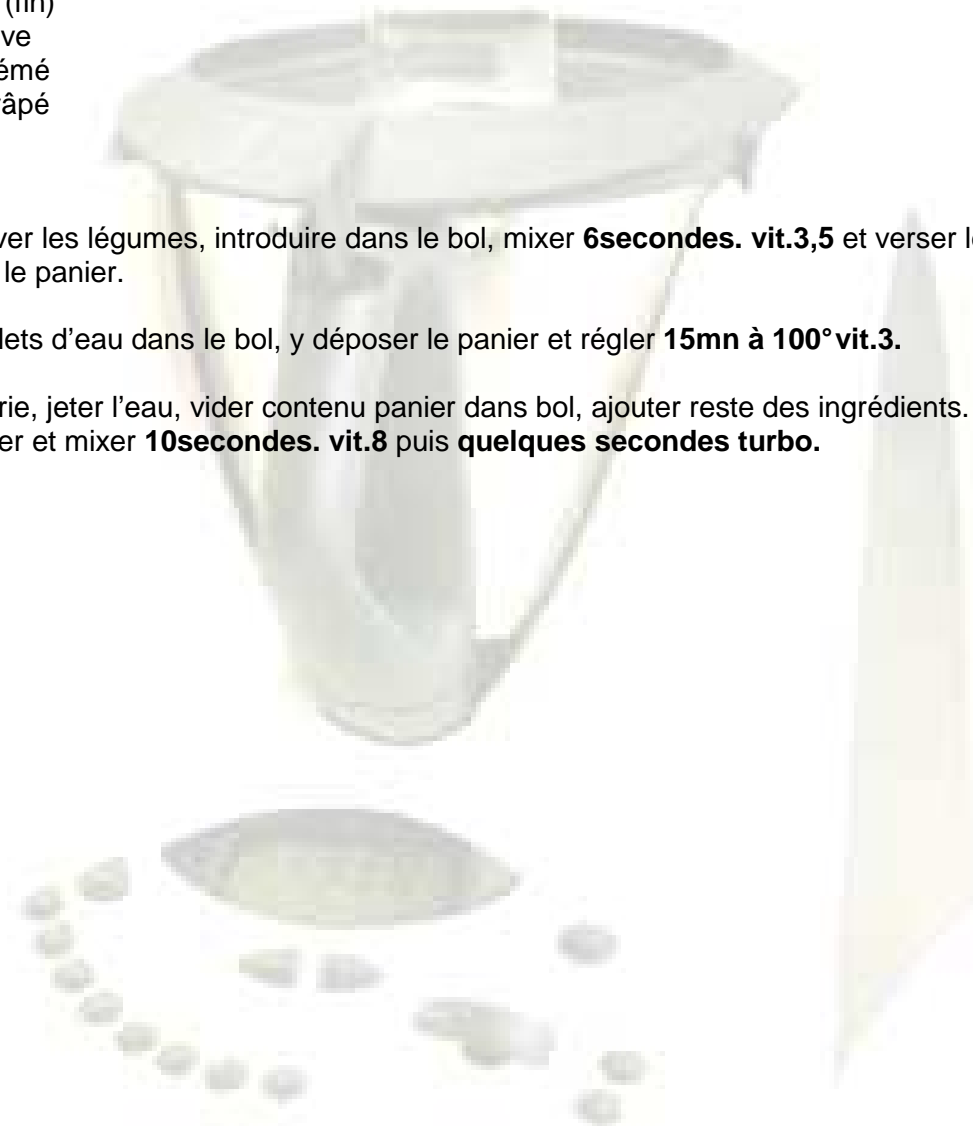 (fin)
ve
émé
râpé
ver les légumes, introduire dans le bol, mixer 6secondes. vit.3,5 et verser le
le panier.
lets d'eau dans le bol, y déposer le panier et régler 15mn à 100° vit.3.
rie, jeter l'eau, vider contenu panier dans bol, ajouter reste des ingrédients.
er et mixer 10secondes. vit.8 puis quelques secondes turbo.